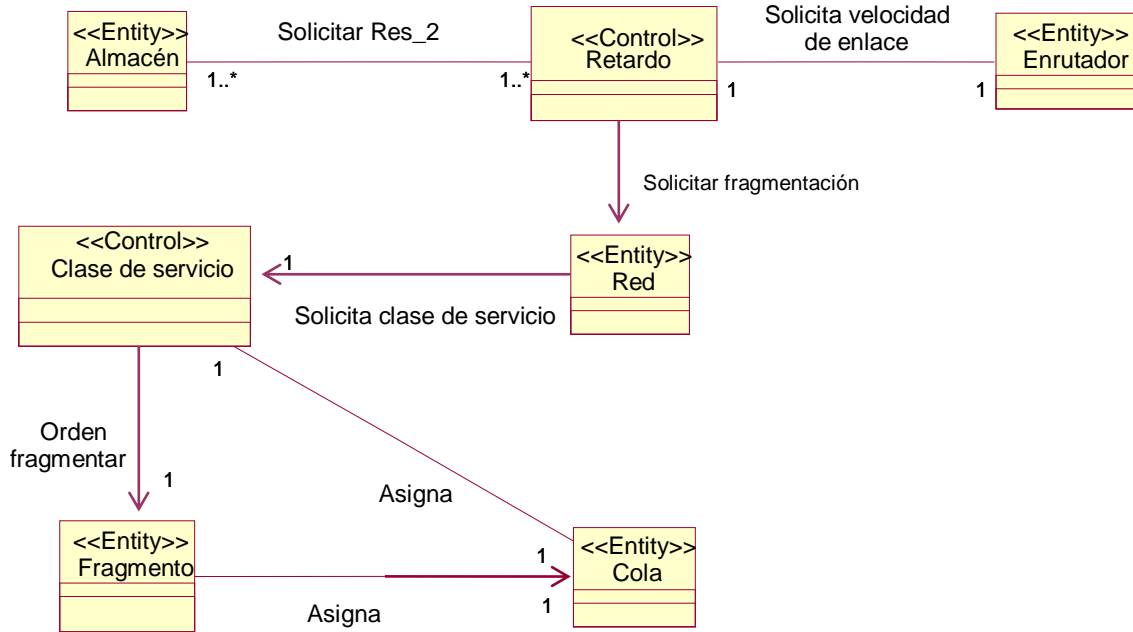 <<Entity>>
Almacén
Solicitar Res_2
1..*
1..*
<<Control>>
Retardo
Solicita velocidad
de enlace
1
1
<<Entity>>
Enrutador
Solicitar fragmentación
<<Control>>
Clase de servicio
1
<<Entity>>
Red
Solicita clase de servicio
1
Orden
fragmentar
1
Asigna
<<Entity>>
Fragmento
1
<<Entity>>
Cola
1
Asigna